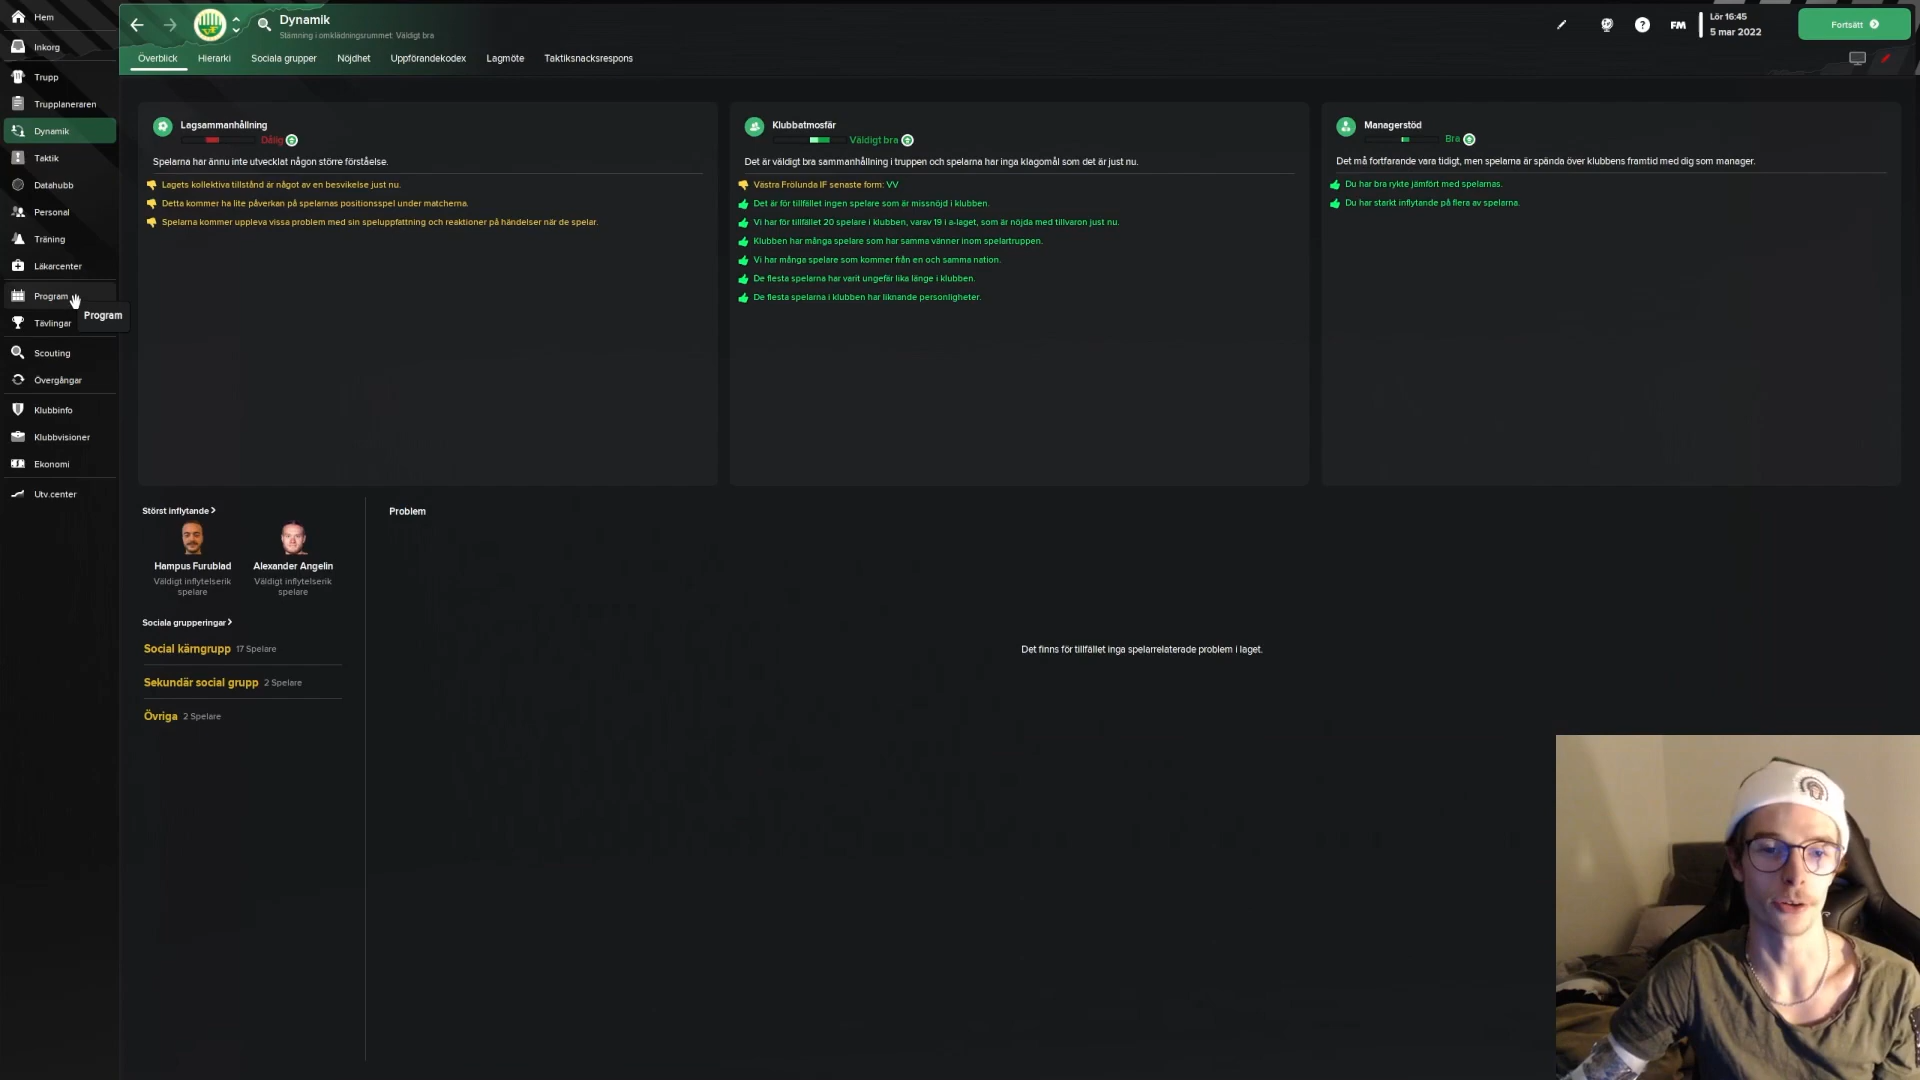 Hem
Inkorg
Trupp
Trupplaneraren
Dynamik
Taktik
Datahubb
Personal
Träning
Läkarcenter
Program
Program
Tävlingar
Scouting
Övergångar
Klubbinfo
Klubbvisioner
Ekonomi
Utv.center
VF
Dynamik
Stämning i omklädningsrummet: Väldigt bra
? FM
Lör 16:45
5 mar 2022
Fortsätt
Överblick Hierarki Sociala grupper Nöjdhet Uppförandekodex Lagmöte Taktiksnacksrespons
Lagsammanhållning
Dålig
Spelarna har ännu inte utvecklat någon större förståelse.
Lagets kollektiva tillstånd är något av en besvikelse just nu.
Detta kommer ha lite påverkan på spelarnas positionsspel under matcherna.
Spelarna kommer uppleva vissa problem med sin speluppfattning och reaktioner på händelser när de spelar.
Klubbatmosfär
Väldigt bra
Det är väldigt bra sammanhållning i truppen och spelarna har inga klagomål som det är just nu.
Västra Frölunda IF senaste form: VV
Det är för tillfället ingen spelare som är missnöjd i klubben.
Vi har för tillfället 20 spelare i klubben, varav 19 i a-laget, som är nöjda med tillvaron just nu.
Klubben har många spelare som har samma vänner inom spelartruppen.
Vi har många spelare som kommer från en och samma nation.
De flesta spelarna har varit ungefär lika länge i klubben.
De flesta spelarna i klubben har liknande personligheter.
Managerstöd
Bra
Det må fortfarande vara tidigt, men spelarna är spända över klubbens framtid med dig som manager.
Du har bra rykte jämfört med spelarnas.
Du har starkt inflytande på flera av spelarna.
Störst inflytande
Hampus Furublad
Väldigt inflytelserik
spelare
Alexander Angelin
Väldigt inflytelserik
spelare
Sociala grupperingar
Social kärngrupp 17 Spelare
Sekundär social grupp 2 Spelare
Övriga 2 Spelare
Problem
Det finns för tillfället inga spelarrelaterade problem i laget.